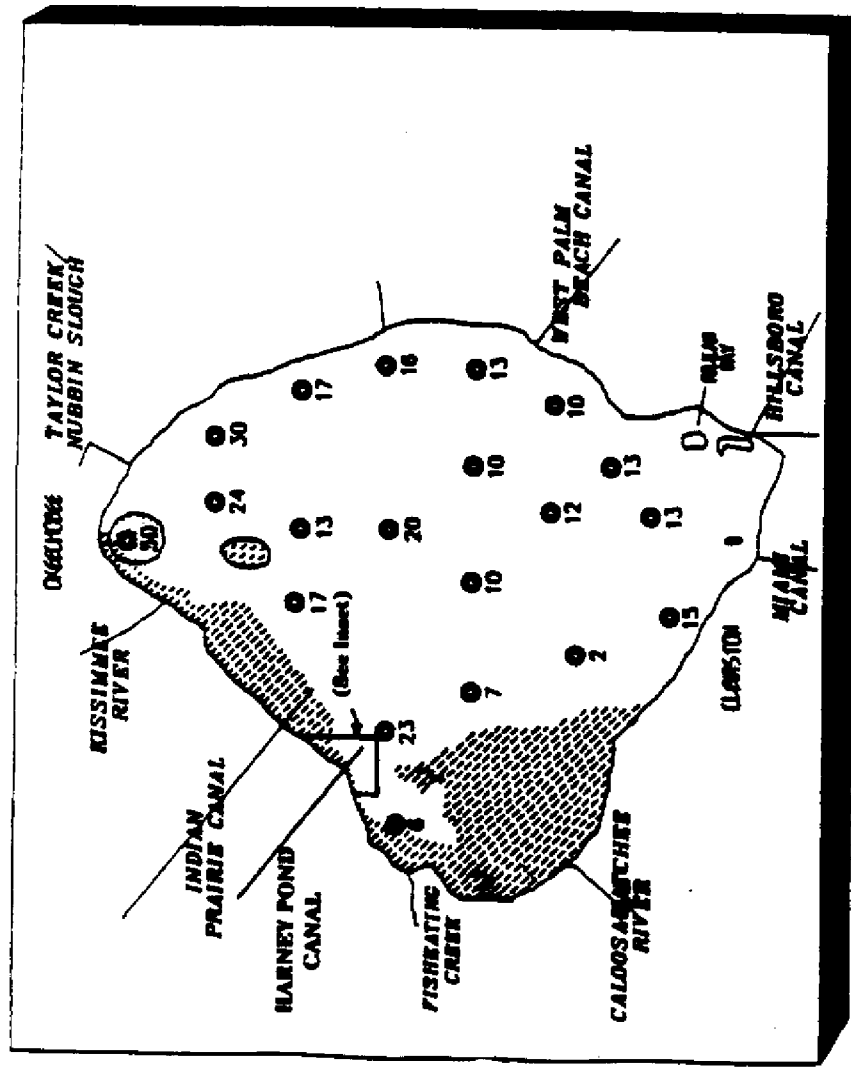 TAYLOR CREEK
NUBBIN SLOUGH
OKEECHOBEE
KISSIMMEE
RIVER
INDIAN
PRAIRIE CANAL
HARNEY POND
CANAL
(See Inset)
FISHEATING
CREEK
CALOOSAHATCHEE
RIVER
WEST PALM
BEACH CANAL
HILLSBORO
CANAL
BAY
MIAMI
CANAL
30
24
17
17
13
16
20
23
13
10
10
7
10
12
2
13
13
15